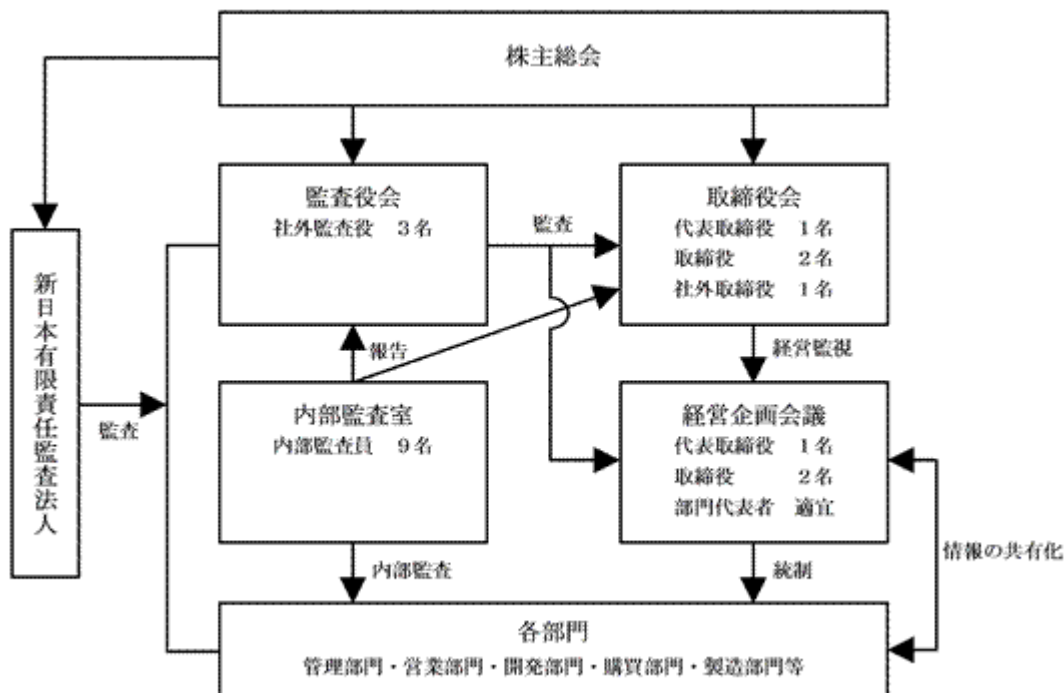 株主総会
監査役会
社外監査役 3名
監査
取締役会
代表取締役 1名
取締役 2名
社外取締役 1名
新日本有限責任監査法人
監査
報告
経営監視
内部監査室
内部監査員 9名
経営企画会議
代表取締役 1名
取締役 2名
部門代表者 適宜
情報の共有化
内部監査
統制
各部門
管理部門・営業部門・開発部門・購買部門・製造部門等